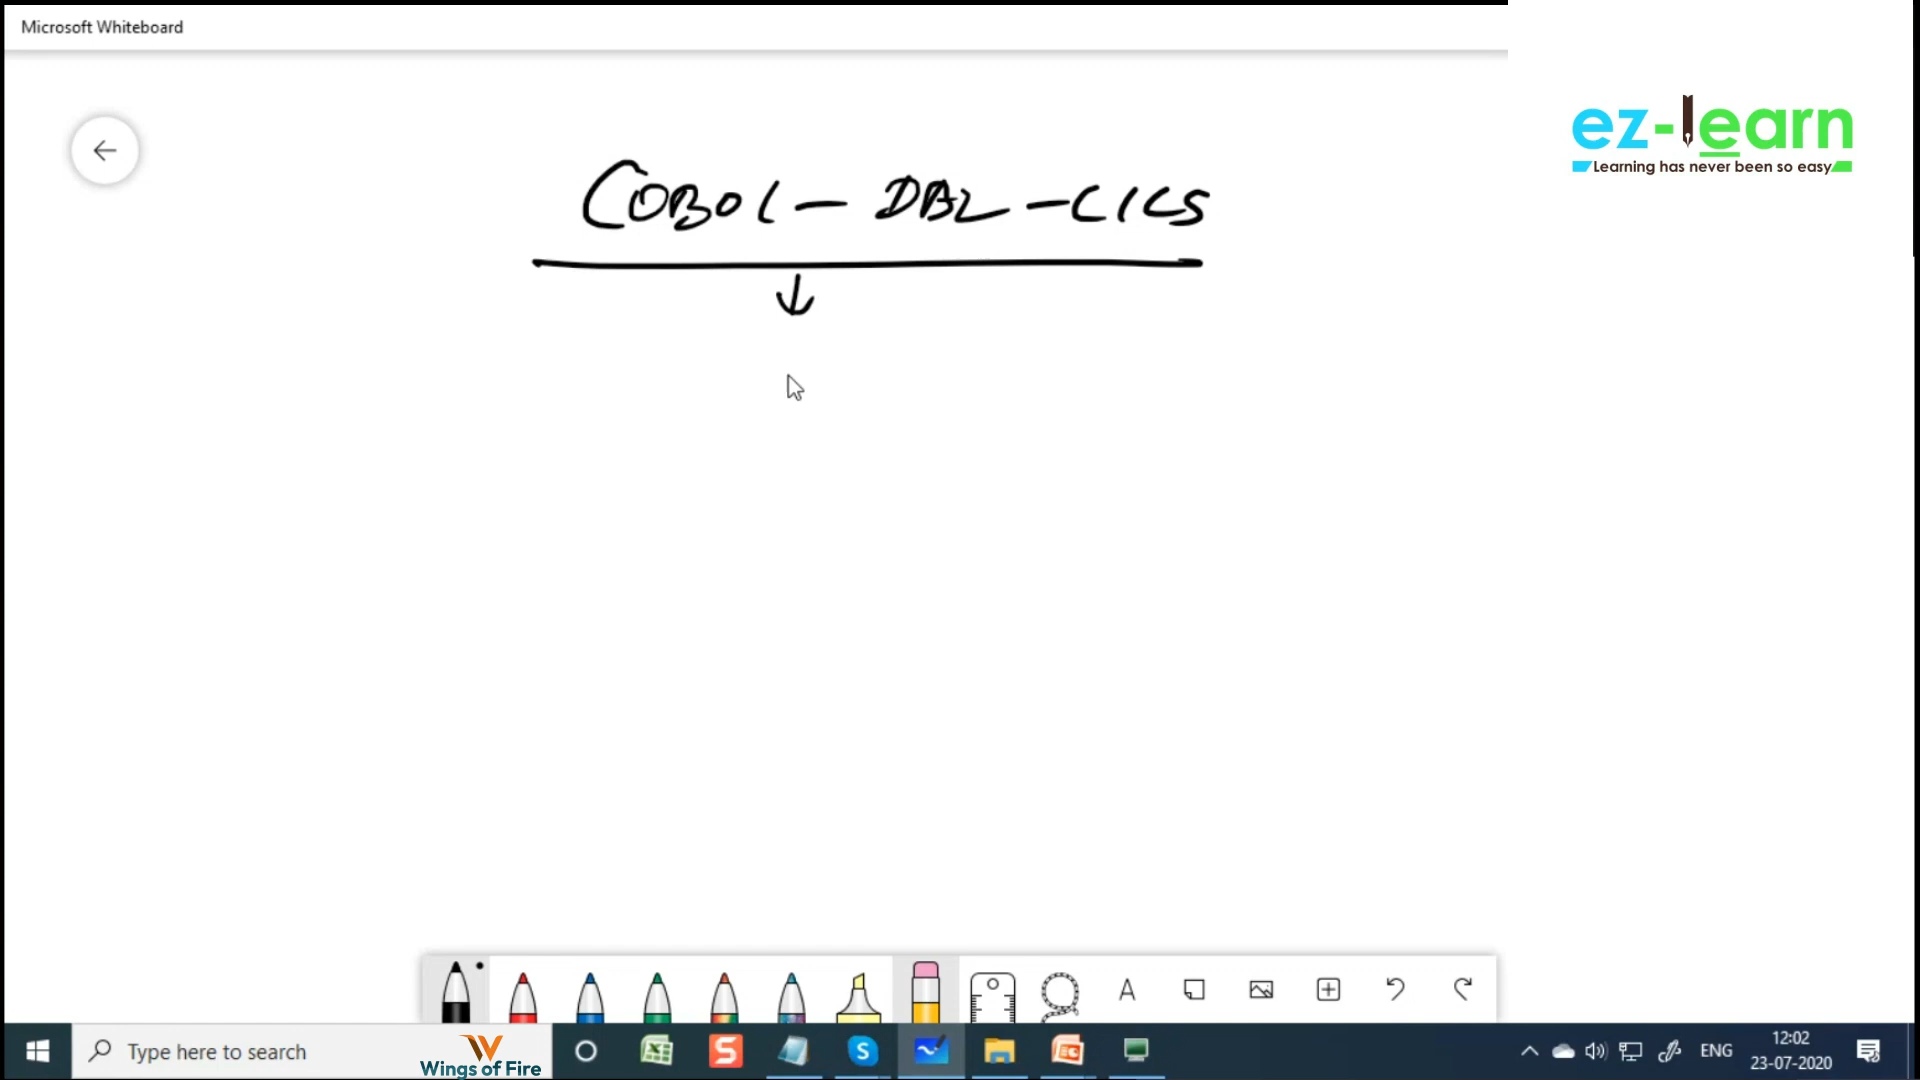 Microsoft Whiteboard
ez-learn
Learning has never been so easy
COBOL - DB2 - CICS
Type here to search
Wings of Fire
ENG
12:02
23-07-2020